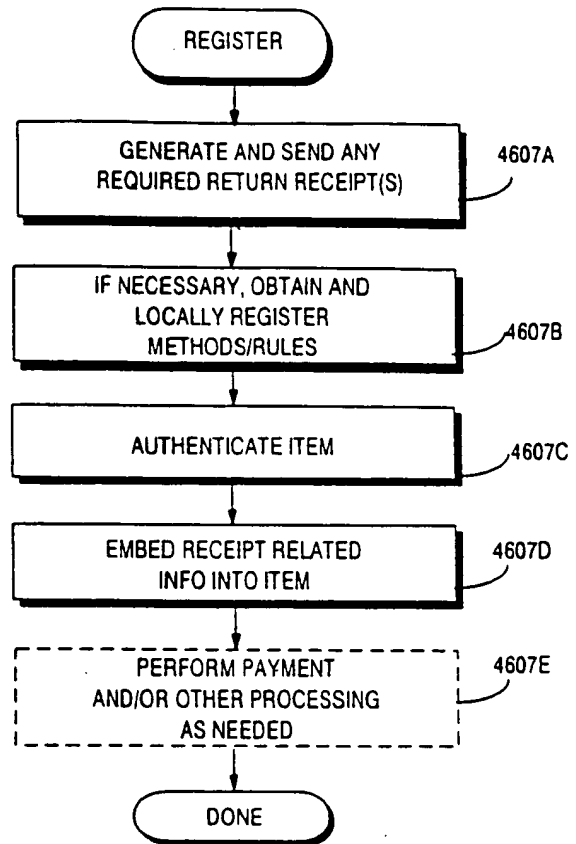 REGISTER
GENERATE AND SEND ANY
REQUIRED RETURN RECEIPT(S)
4607A
IF NECESSARY, OBTAIN AND
LOCALLY REGISTER
METHODS/RULES
4607B
AUTHENTICATE ITEM
4607C
EMBED RECEIPT RELATED
INFO INTO ITEM
4607D
PERFORM PAYMENT
AND/OR OTHER PROCESSING
AS NEEDED
4607E
DONE